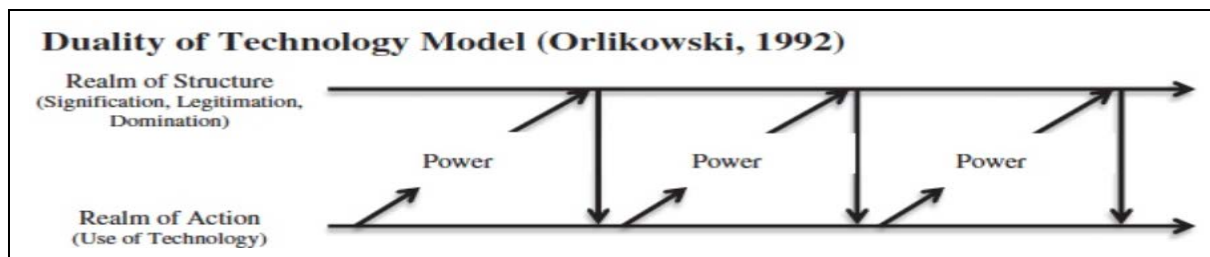 Duality of Technology Model (Orlikowski, 1992)
Realm of Structure
(Signification, Legitimation,
Domination)
Power
Power
Power
Realm of Action
(Use of Technology)